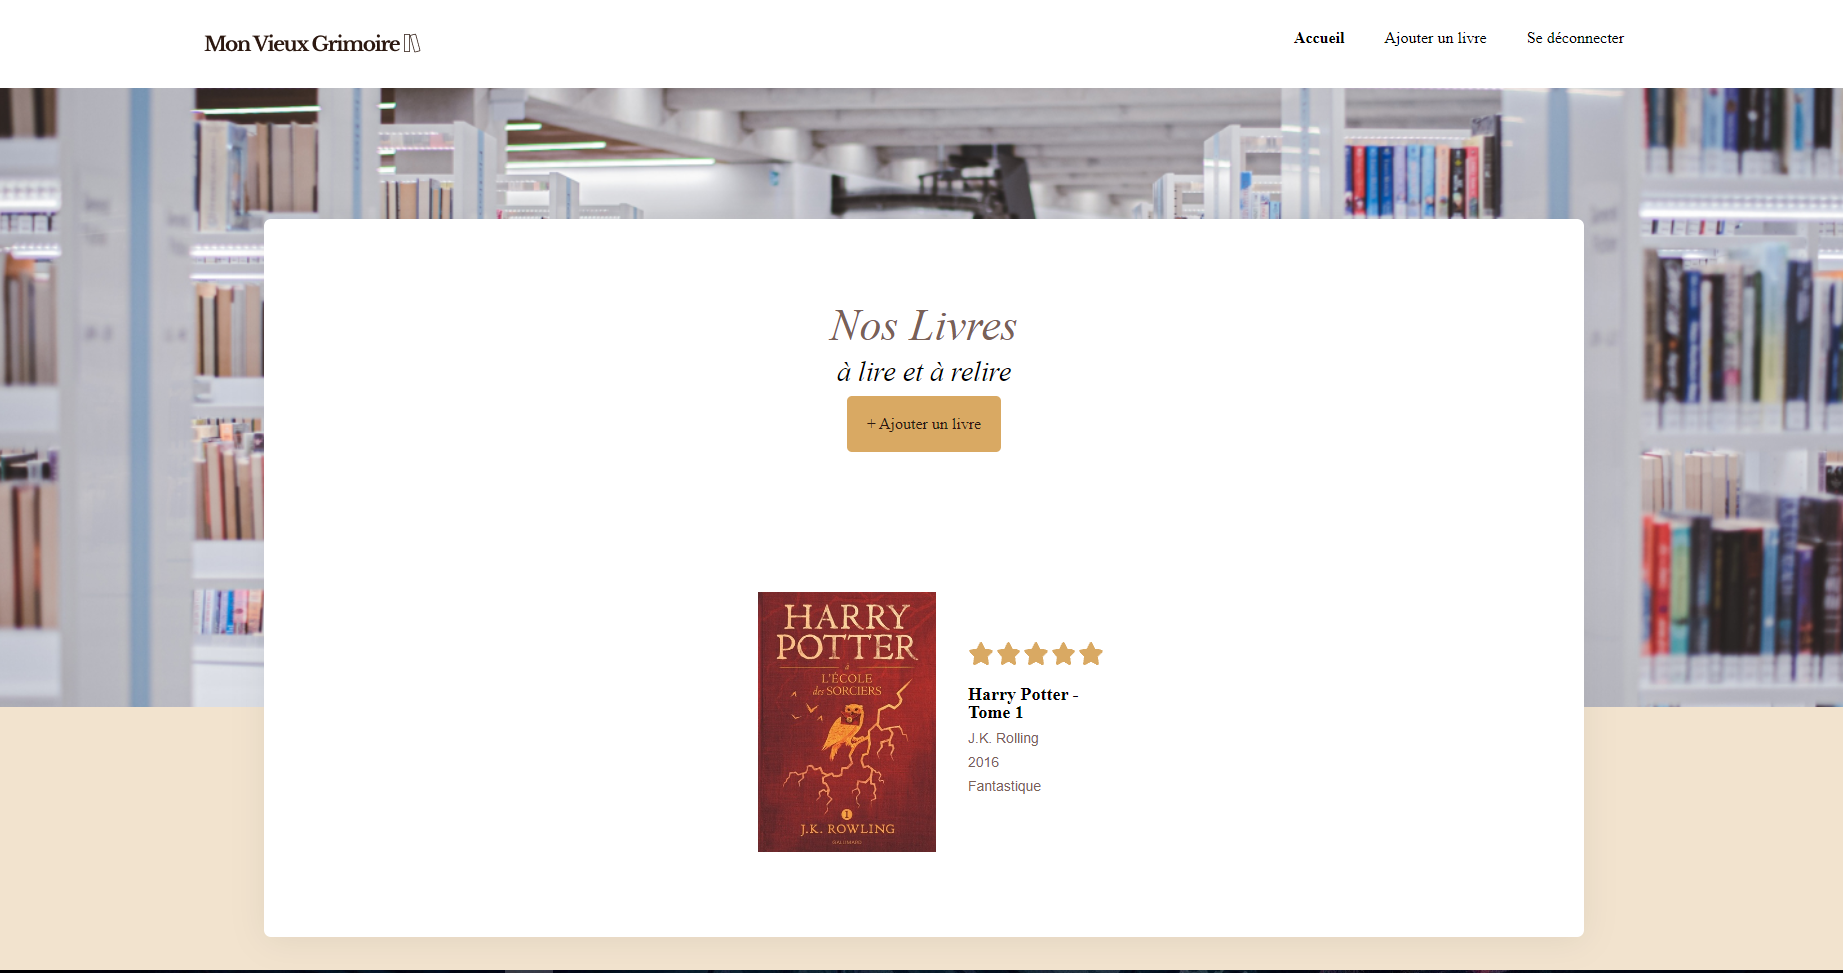 Mon Vieux Grimoire
Accueil
Ajouter un livre
Se déconnecter
Nos Livres
à lire et à relire
+ Ajouter un livre
HARRY
POTTER
à
L'ÉCOLE
des SORCIERS
1
J.K. ROWLING
GALLIMARD
Harry Potter -
Tome 1
J.K. Rolling
2016
Fantastique